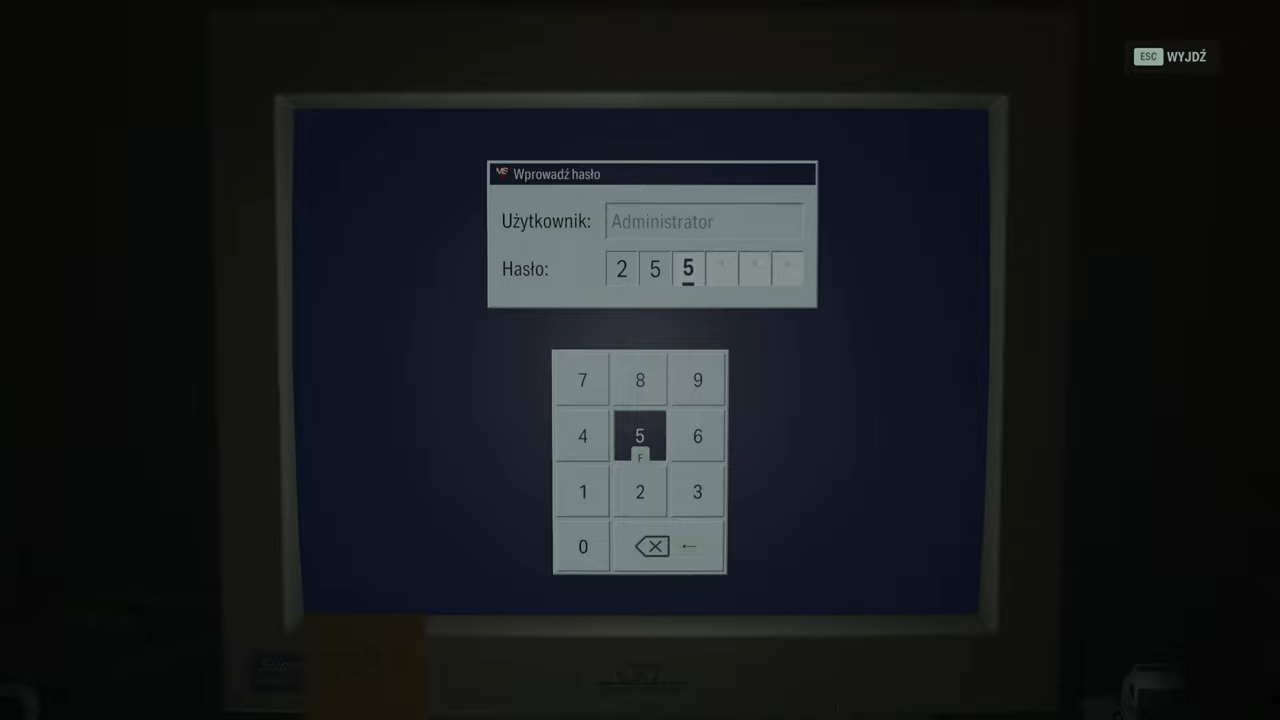 ESC WYJDŹ
Wprowadź hasło
Użytkownik: Administrator
Hasło: 2 5 5 * * *
7 8 9
4 5 6
F
1 2 3
0 ←